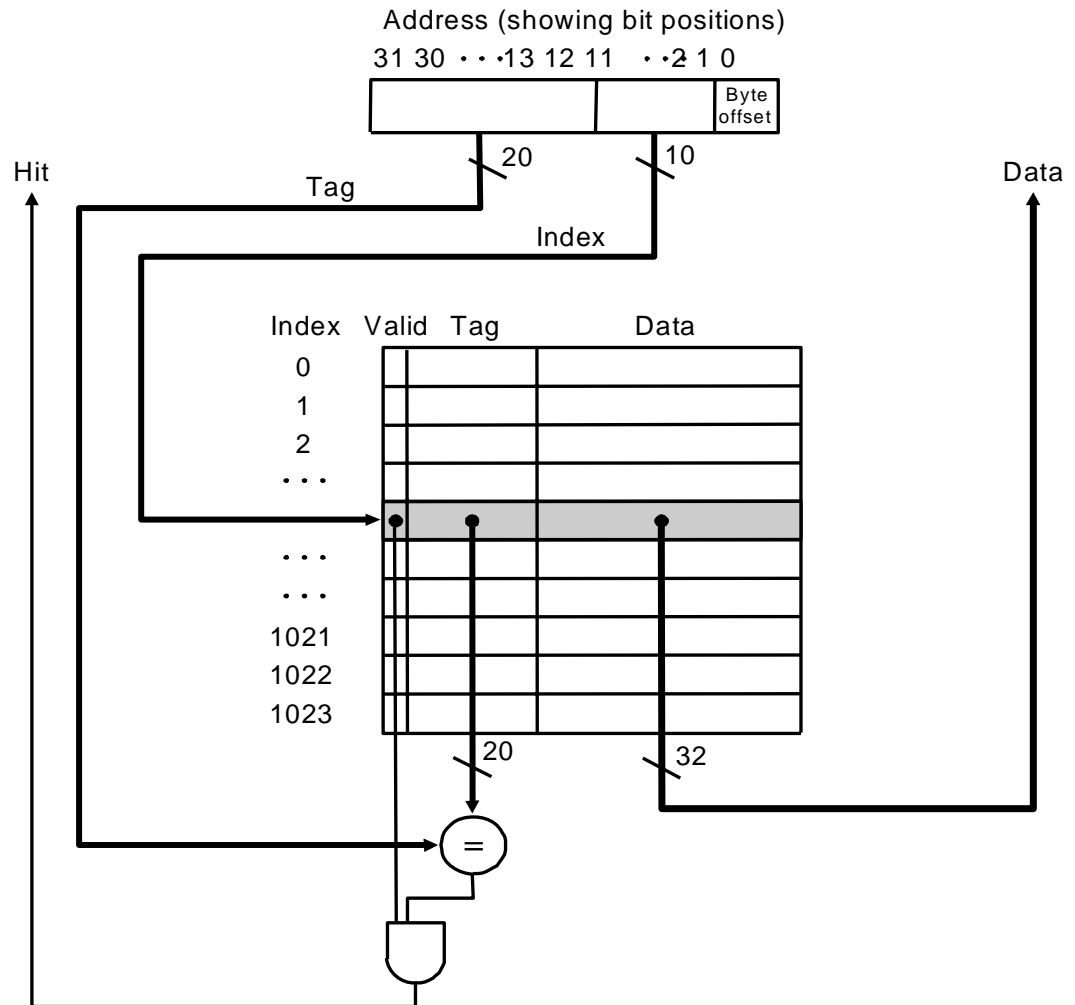 Address (showing bit positions)
31 30 · · · 13 12 11 · · · 2 1 0
Byte
offset
20
10
Hit
Data
Tag
Index
Index Valid Tag Data
0
1
2
· · ·
· · ·
· · ·
1021
1022
1023
20
32
=